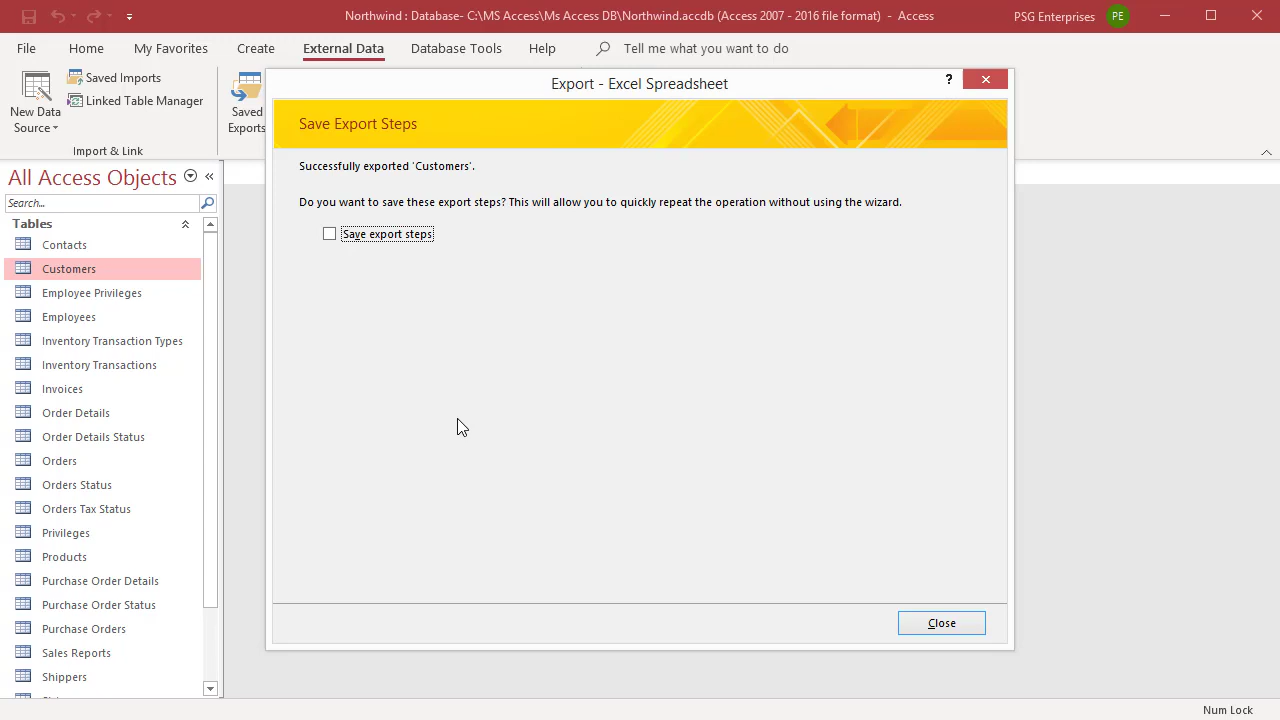 Northwind : Database- C:\MS Access\Ms Access DB\Northwind.accdb (Access 2007 - 2016 file format)  -  Access
PSG Enterprises
PE
File
Home
My Favorites
Create
External Data
Database Tools
Help
Tell me what you want to do
New Data
Source
Saved Imports
Linked Table Manager
Import & Link
Saved
Exports
Export - Excel Spreadsheet
?
Save Export Steps
Successfully exported 'Customers'.
Do you want to save these export steps? This will allow you to quickly repeat the operation without using the wizard.
Save export steps
Close
All Access Objects
Search...
Tables
Contacts
Customers
Employee Privileges
Employees
Inventory Transaction Types
Inventory Transactions
Invoices
Order Details
Order Details Status
Orders
Orders Status
Orders Tax Status
Privileges
Products
Purchase Order Details
Purchase Order Status
Purchase Orders
Sales Reports
Shippers
Num Lock